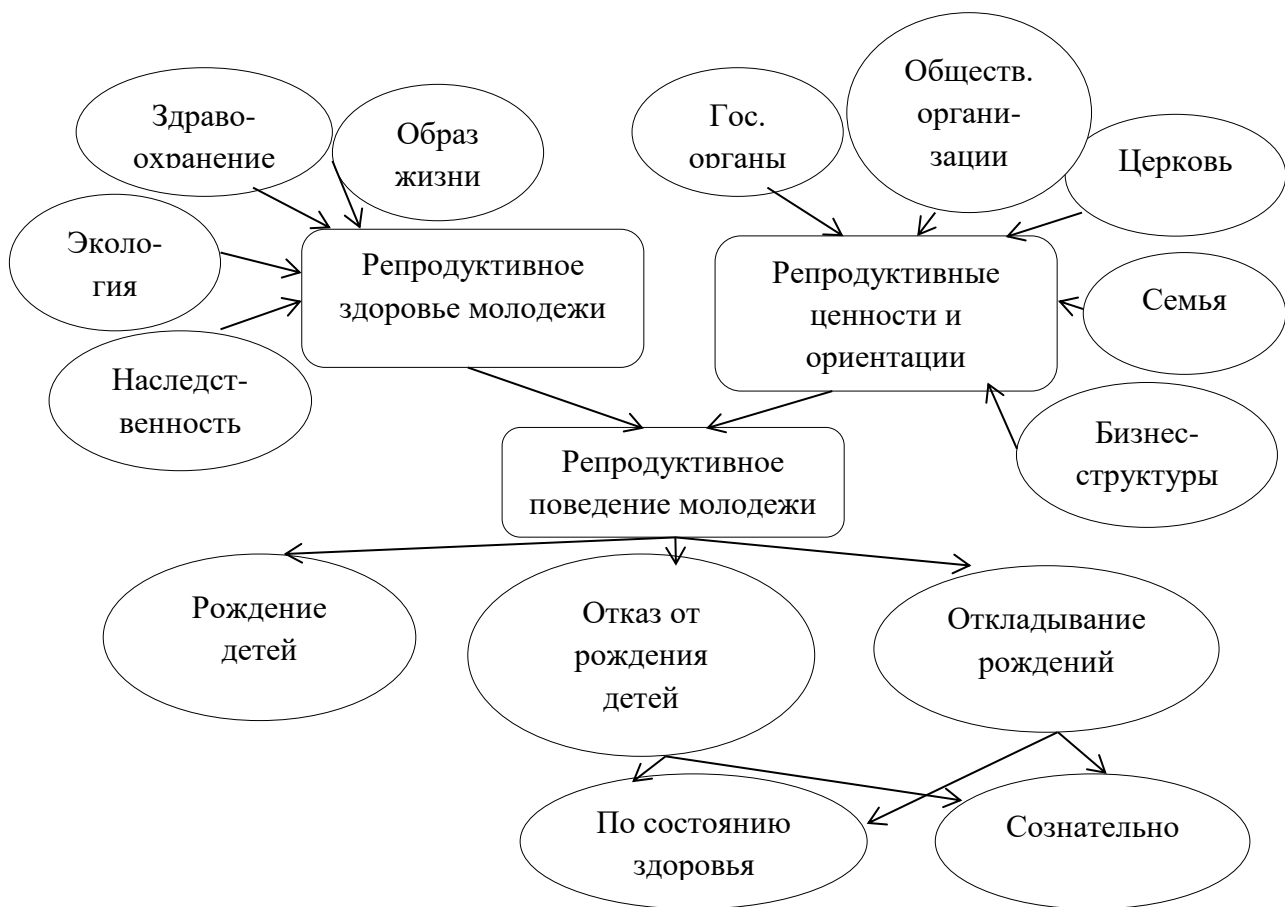 Здраво-
охранение
Образ
жизни
Гос.
органы
Обществ.
органи-
зации
Церковь
Эколо-
гия
Репродуктивное
здоровье молодежи
Репродуктивные
ценности и
ориентации
Семья
Наследст-
венность
Бизнес-
структуры
Репродуктивное
поведение молодежи
Рождение
детей
Отказ от
рождения
детей
Откладывание
рождений
По состоянию
здоровья
Сознательно